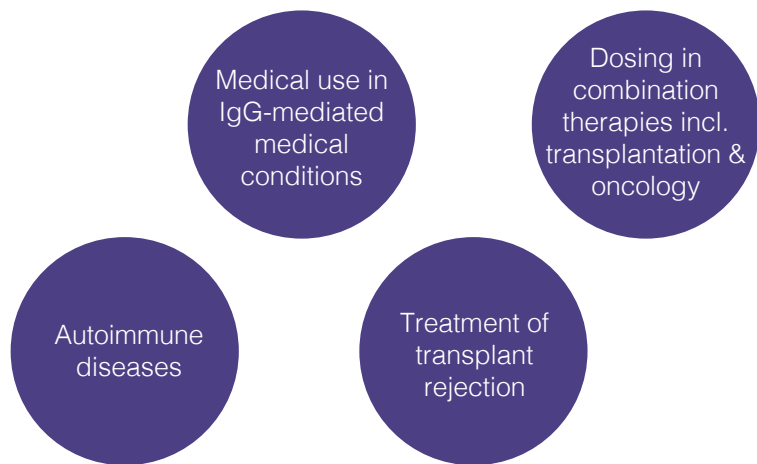 Medical use in
IgG-mediated
medical
conditions
Dosing in
combination
therapies incl.
transplantation &
oncology
Autoimmune
diseases
Treatment of
transplant
rejection